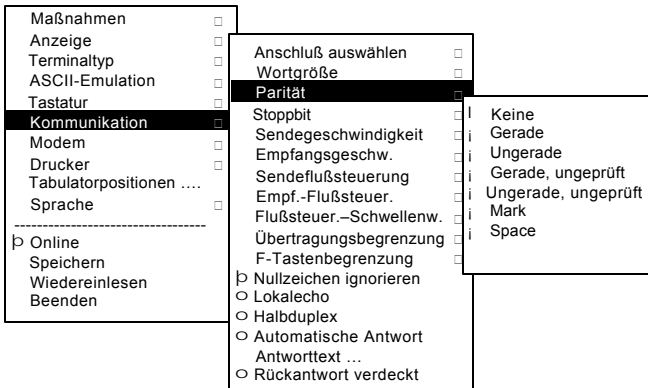 Maßnahmen
Anzeige
Terminaltyp
ASCII-Emulation
Tastatur
Kommunikation
Modem
Drucker
Tabulatorpositionen ….
Sprache
---------------------------------
þ Online
Speichern
Wiedereinlesen
Beenden
Anschluß auswählen
Wortgröße
Parität
Stoppbit
Sendegeschwindigkeit
Empfangsgeschw.
Sendeflußsteuerung
Empf.-Flußsteuer.
Flußsteuer.–Schwellenw.
Übertragungsbegrenzung
F-Tastenbegrenzung
þ Nullzeichen ignorieren
o Lokalecho
o Halbduplex
o Automatische Antwort
Antworttext …
o Rückantwort verdeckt
l Keine
i Gerade
i Ungerade
i Gerade, ungeprüft
i Ungerade, ungeprüft
i Mark
i Space